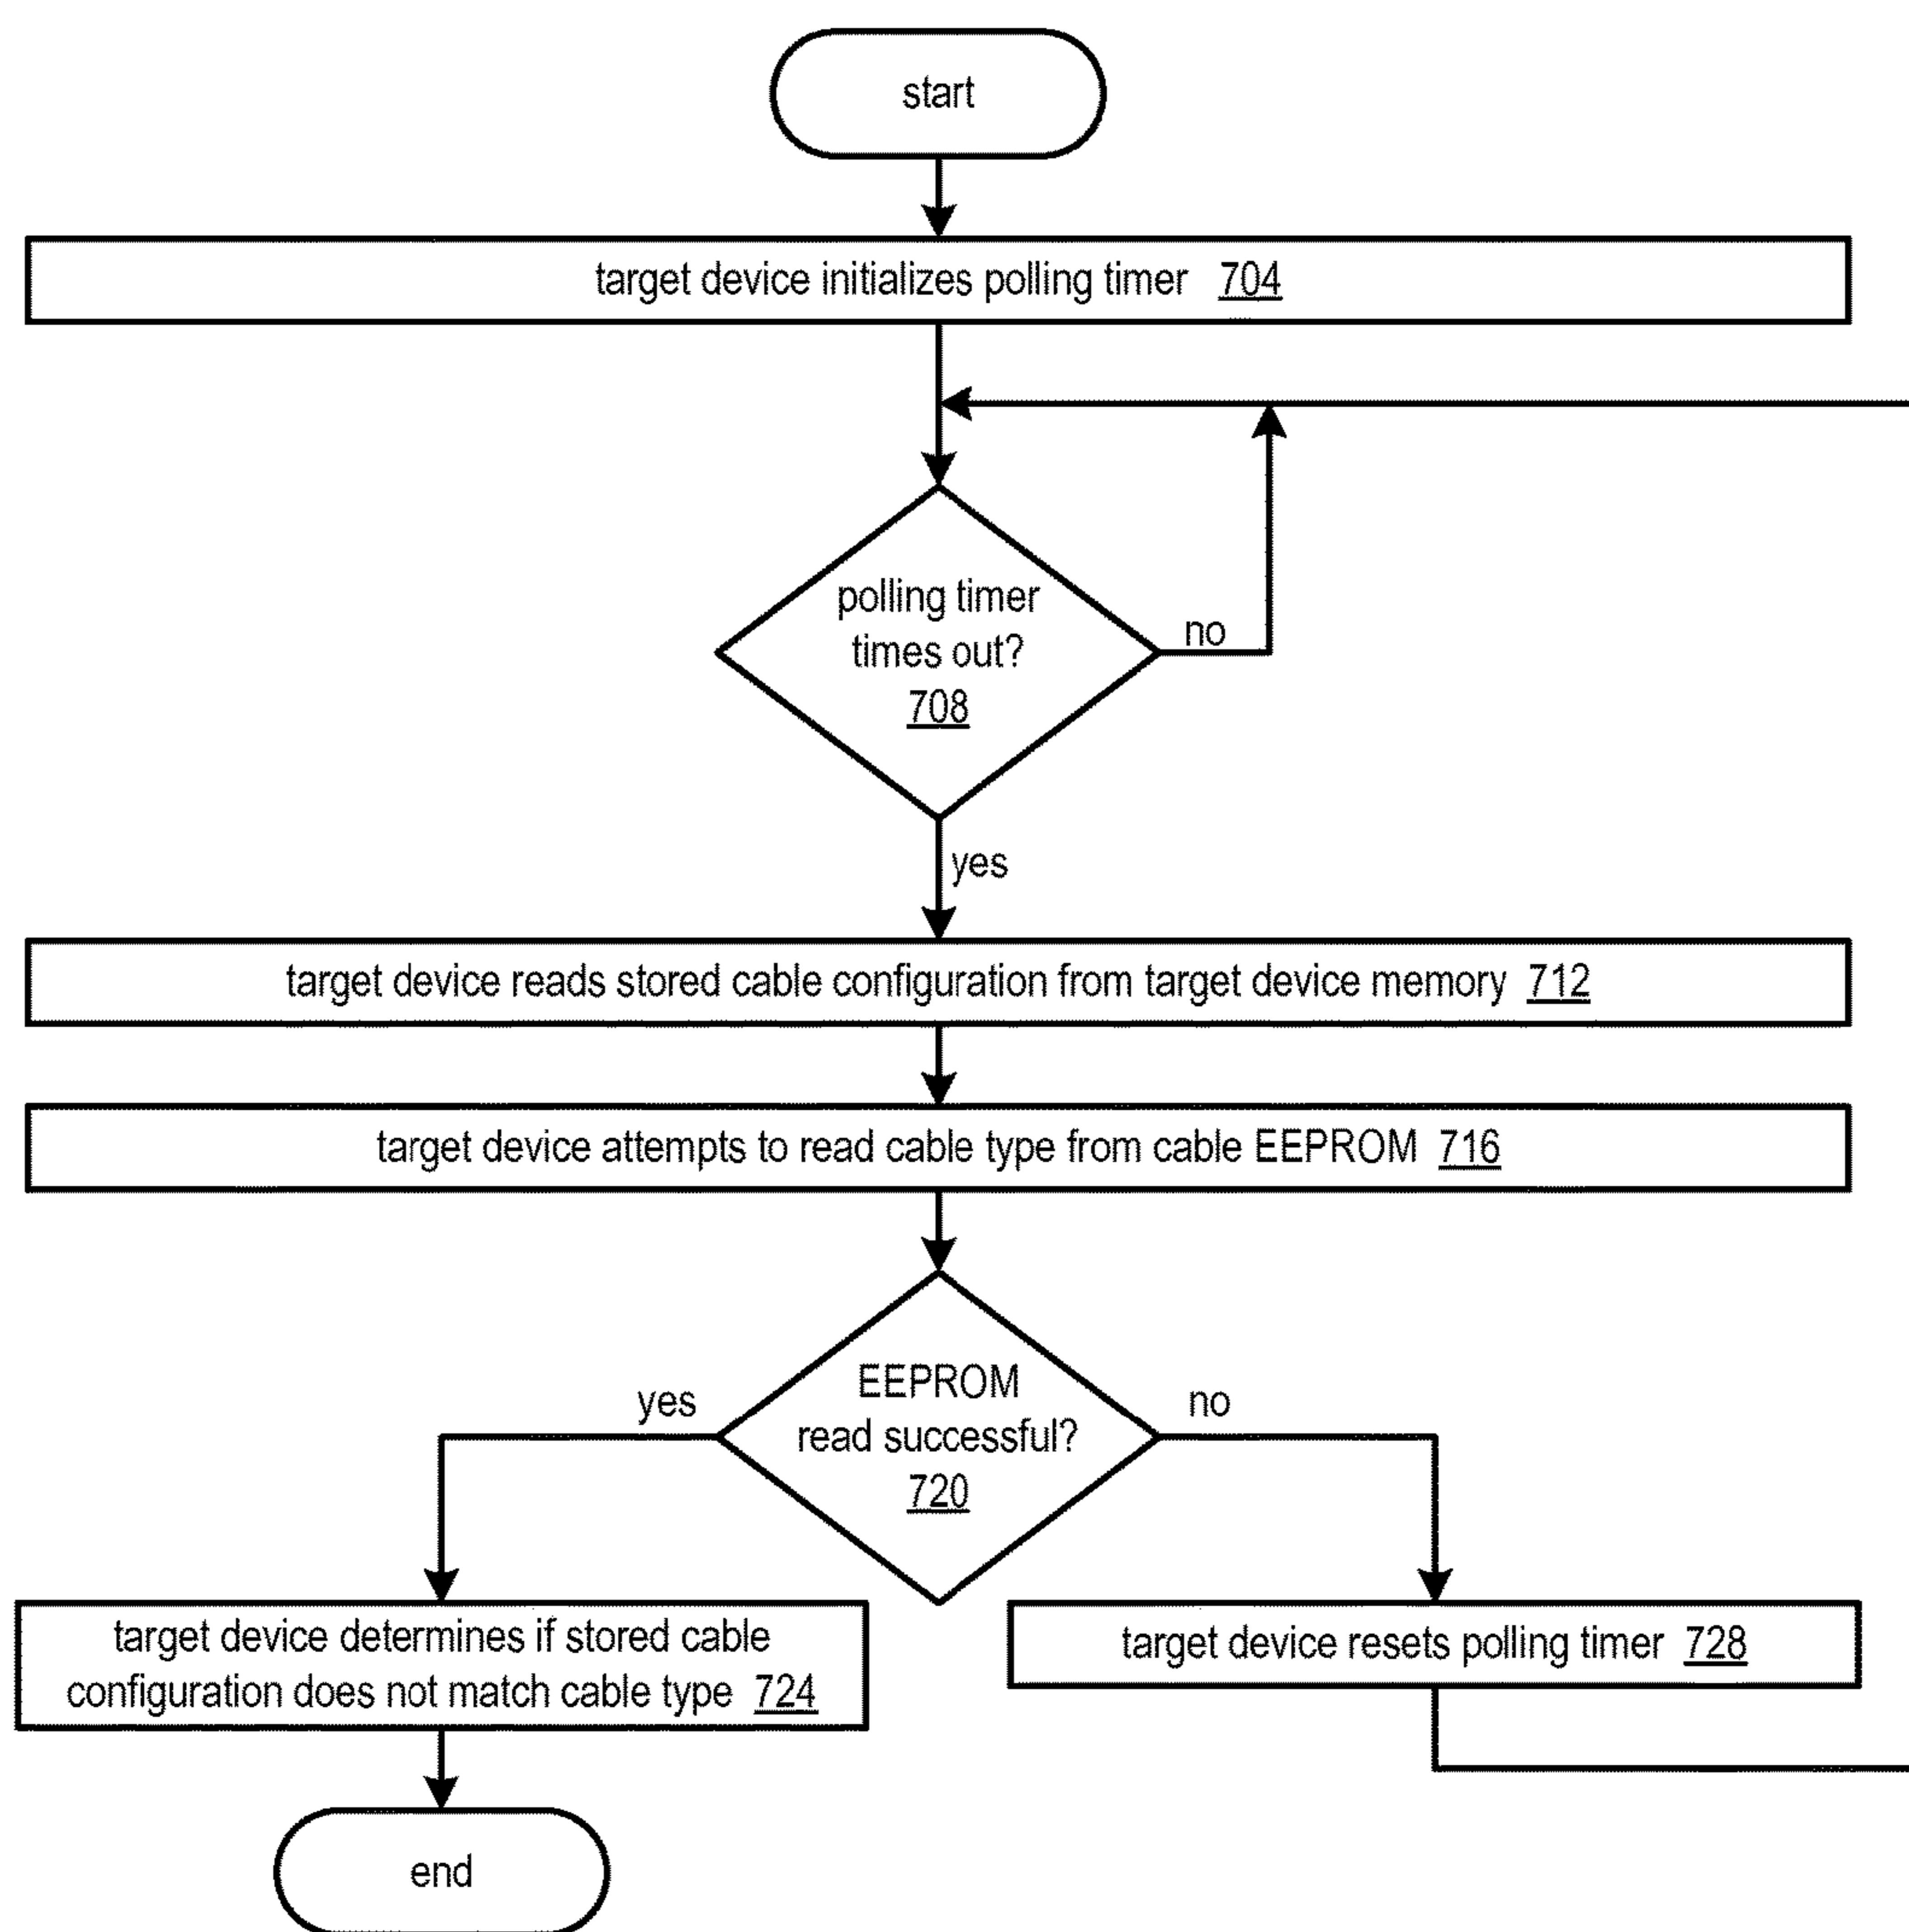 start
target device initializes polling timer 704
polling timer
times out?
708
no
yes
target device reads stored cable configuration from target device memory 712
target device attempts to read cable type from cable EEPROM 716
EEPROM
read successful?
720
yes
no
target device determines if stored cable
configuration does not match cable type 724
target device resets polling timer 728
end